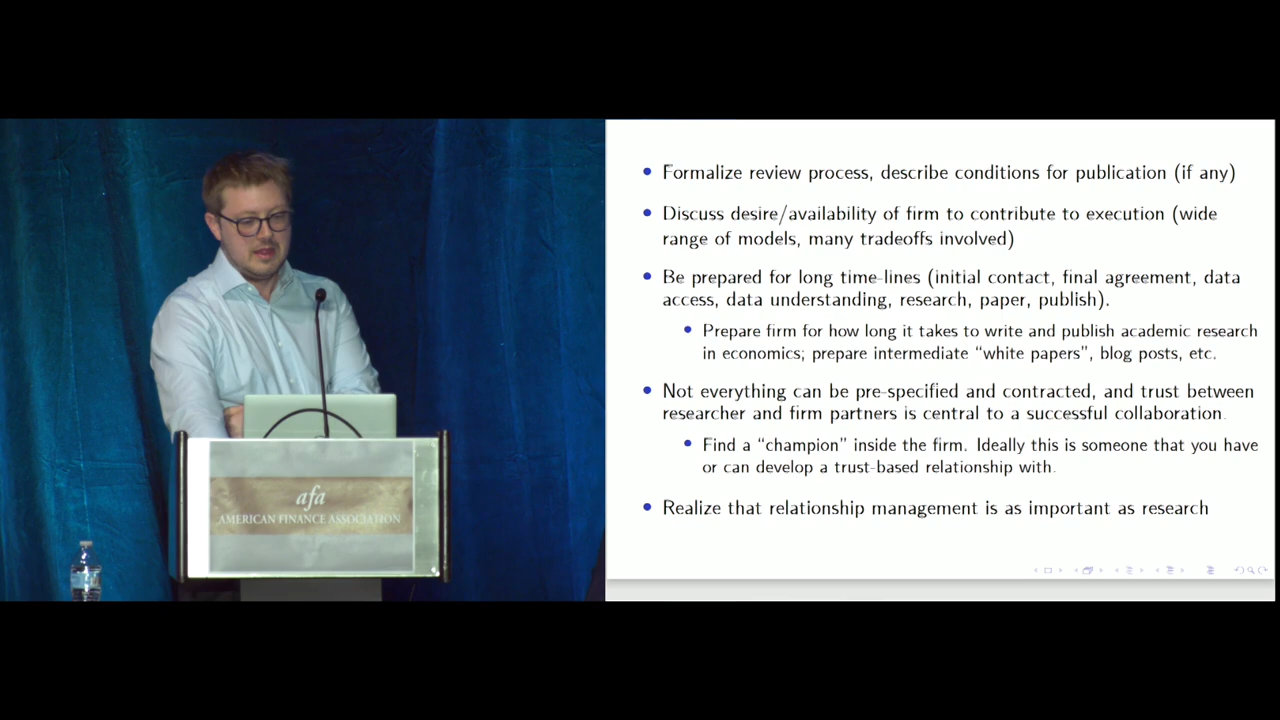 afa
AMERICAN FINANCE ASSOCIATION
Formalize review process, describe conditions for publication (if any)
Discuss desire/availability of firm to contribute to execution (wide
range of models, many tradeoffs involved)
Be prepared for long time-lines (initial contact, final agreement, data
access, data understanding, research, paper, publish).
Prepare firm for how long it takes to write and publish academic research
in economics; prepare intermediate “white papers”, blog posts, etc.
Not everything can be pre-specified and contracted, and trust between
researcher and firm partners is central to a successful collaboration.
Find a “champion” inside the firm. Ideally this is someone that you have
or can develop a trust-based relationship with.
Realize that relationship management is as important as research